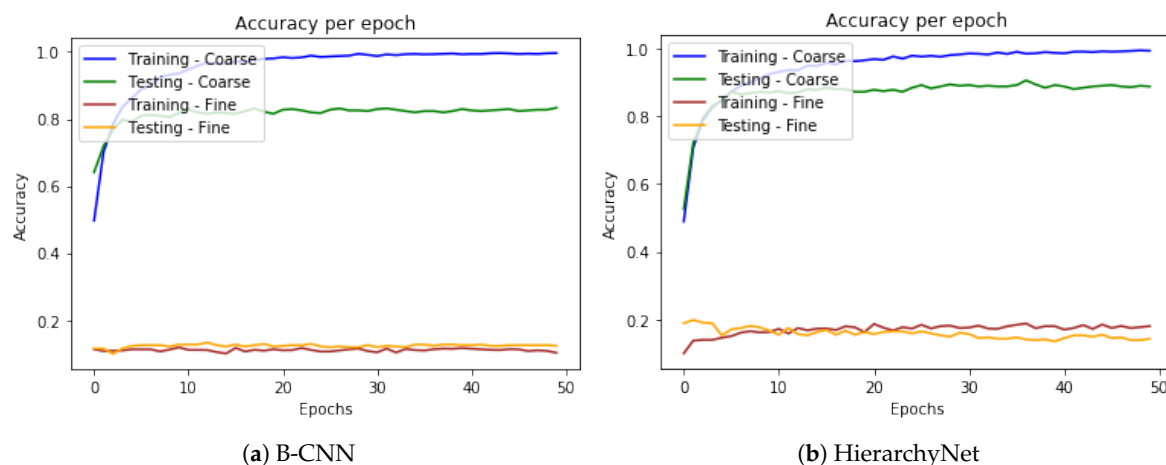 Accuracy per epoch
1.0
0.8
0.6
0.4
0.2
Accuracy
Training - Coarse
Testing - Coarse
Training - Fine
Testing - Fine
0 10 20 30 40 50
Epochs
(a) B-CNN
Accuracy per epoch
1.0
0.8
0.6
0.4
0.2
Accuracy
Training - Coarse
Testing - Coarse
Training - Fine
Testing - Fine
0 10 20 30 40 50
Epochs
(b) HierarchyNet